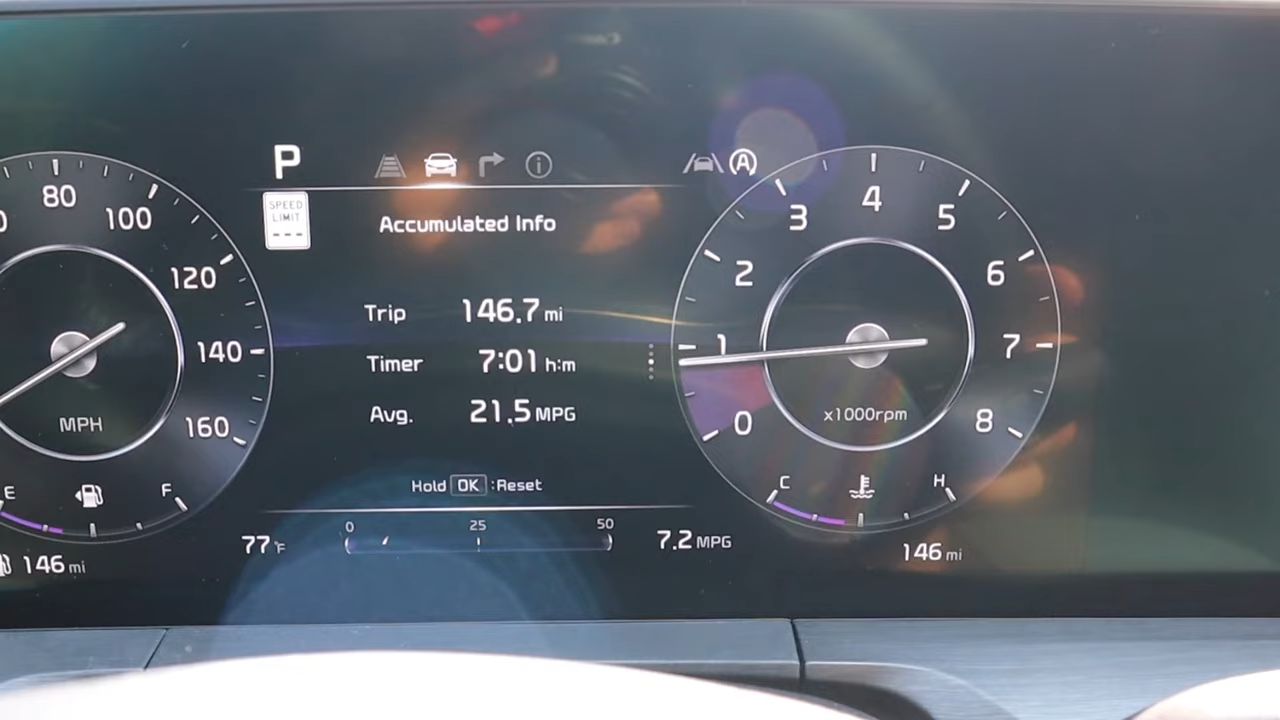 P
SPEED
LIMIT
---
Accumulated Info
Trip 146.7 mi
Timer 7:01 h:m
Avg. 21.5 MPG
Hold OK :Reset
0 25 50
77°F
7.2 MPG
80
100
120
140
160
MPH
E F
146 mi
A
0
1
2
3
4
5
6
7
8
x1000rpm
C H
146 mi